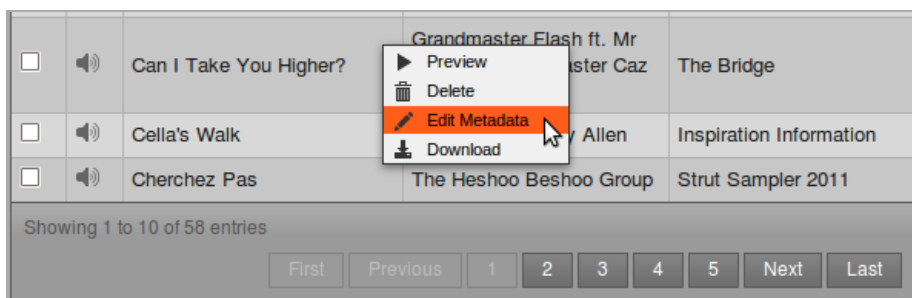 Grandmaster Flash ft. Mr
Can I Take You Higher?
ster Caz
The Bridge
Preview
Delete
Edit Metadata
Download
Cella's Walk
Allen
Inspiration Information
Cherchez Pas
The Heshoo Beshoo Group
Strut Sampler 2011
Showing 1 to 10 of 58 entries
First Previous 1 2 3 4 5 Next Last